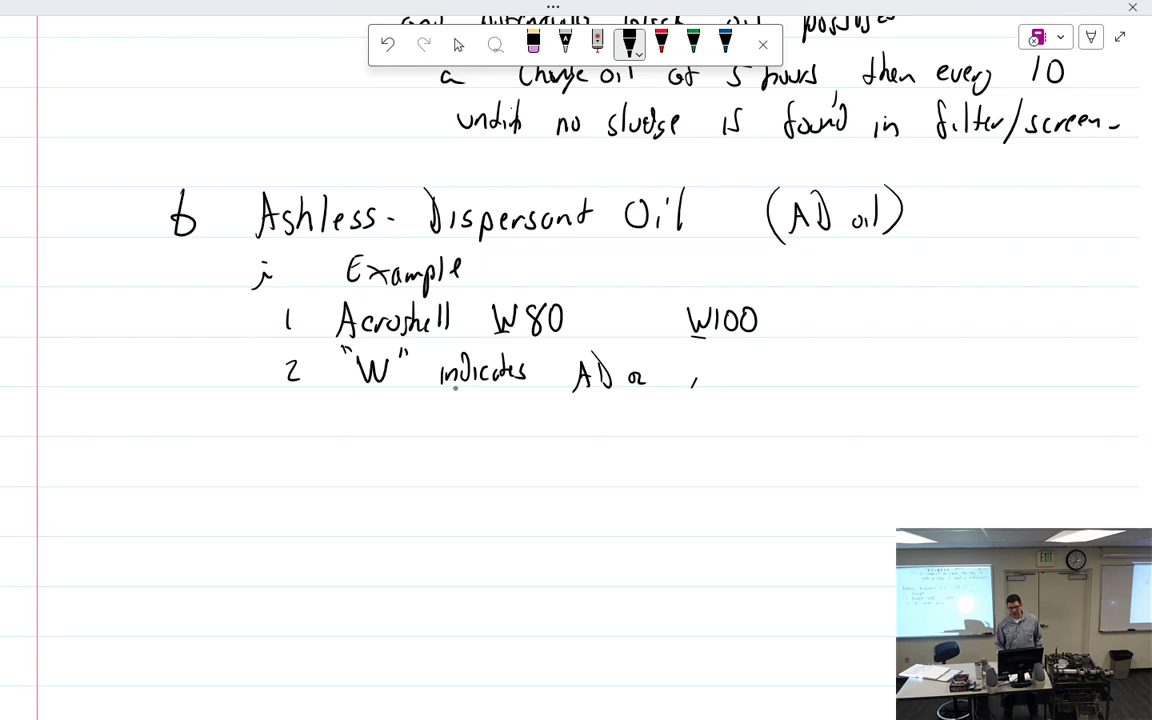 a change oil at 5 hours, then every 10
until no sludge is found in filter/screen.
b Ashless-Dispersant Oil (AD oil)
i Example
1 Aeroshell W80 W100
2 "W" indicates AD
EXIT